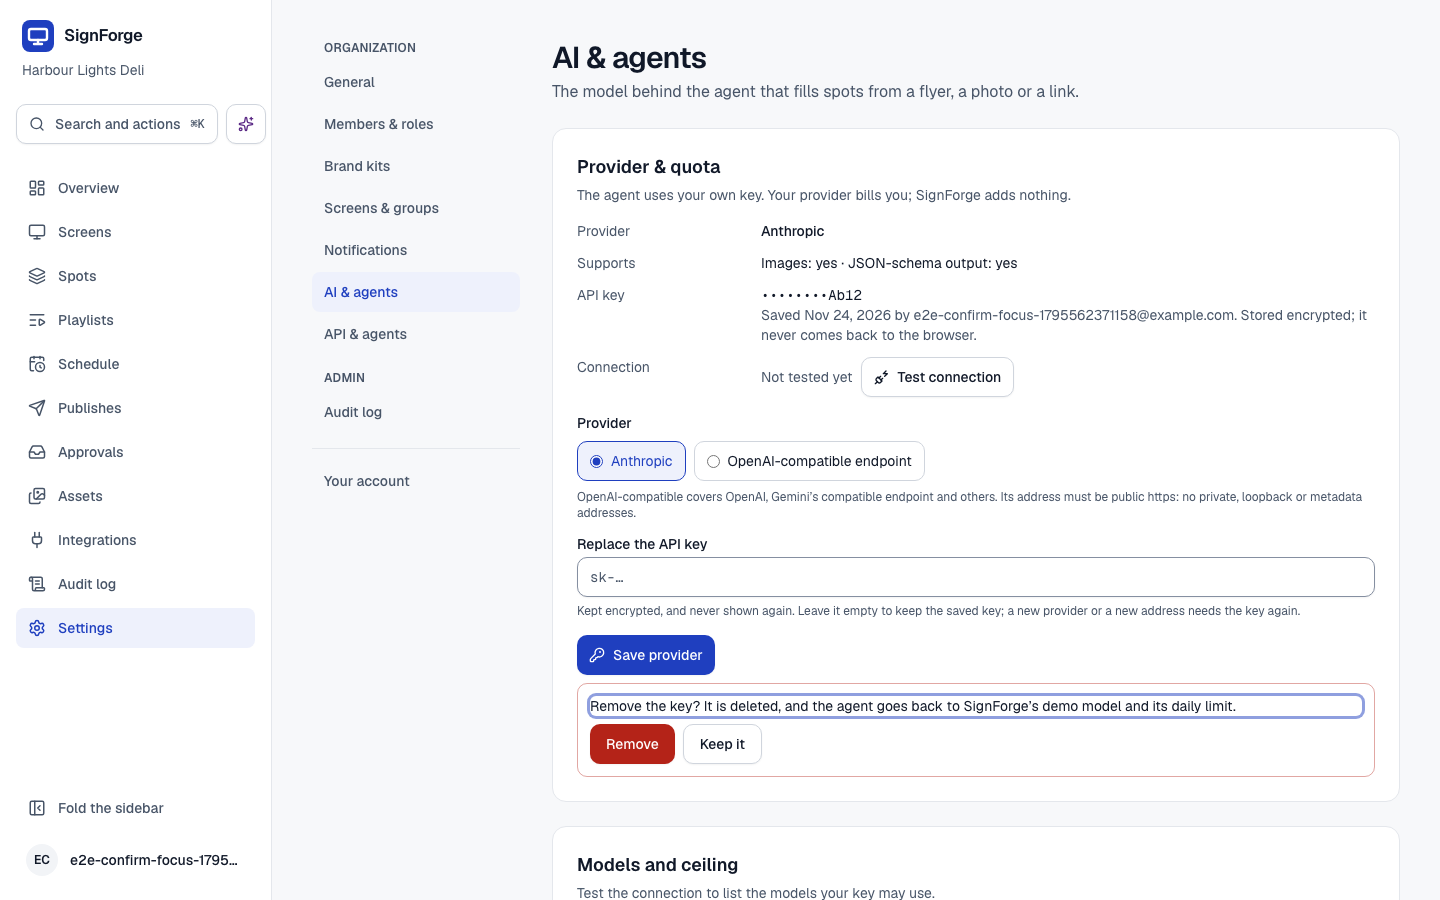 SignForge
Harbour Lights Deli
Search and actions ⌘K
Overview
Screens
Spots
Playlists
Schedule
Publishes
Approvals
Assets
Integrations
Audit log
Settings
Fold the sidebar
EC
e2e-confirm-focus-1795…
ORGANIZATION
General
Members & roles
Brand kits
Screens & groups
Notifications
AI & agents
API & agents
ADMIN
Audit log
Your account
AI & agents
The model behind the agent that fills spots from a flyer, a photo or a link.
Provider & quota
The agent uses your own key. Your provider bills you; SignForge adds nothing.
Provider Anthropic
Supports Images: yes · JSON-schema output: yes
API key ••••••••Ab12
Saved Nov 24, 2026 by e2e-confirm-focus-1795562371158@example.com. Stored encrypted; it
never comes back to the browser.
Connection Not tested yet Test connection
Provider
Anthropic OpenAI-compatible endpoint
OpenAI-compatible covers OpenAI, Gemini’s compatible endpoint and others. Its address must be public https: no private, loopback or metadata
addresses.
Replace the API key
sk-…
Kept encrypted, and never shown again. Leave it empty to keep the saved key; a new provider or a new address needs the key again.
Save provider
Remove the key? It is deleted, and the agent goes back to SignForge’s demo model and its daily limit.
Remove Keep it
Models and ceiling
Test the connection to list the models your key may use.